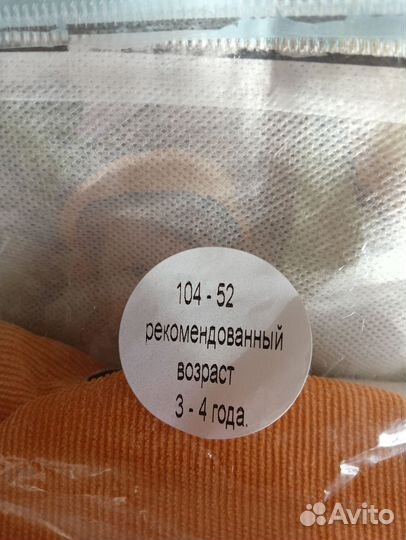 104 - 52
рекомендованный
возраст
3 - 4 года.
Avito